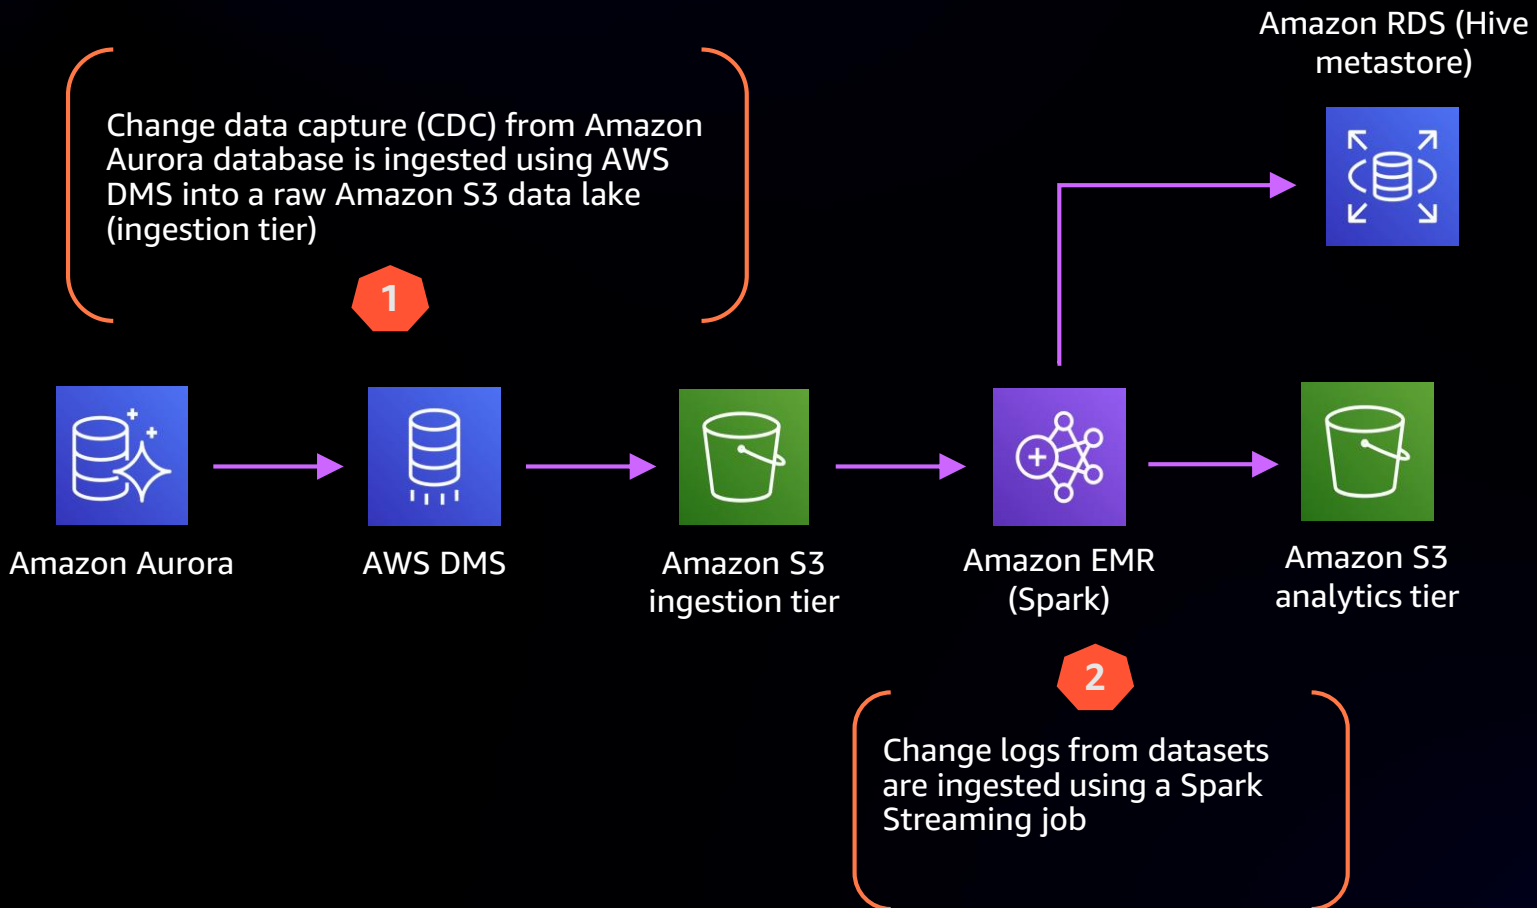 Amazon RDS (Hive
metastore)
Change data capture (CDC) from Amazon
Aurora database is ingested using AWS
DMS into a raw Amazon S3 data lake
(ingestion tier)
1
Amazon Aurora
AWS DMS
Amazon S3
ingestion tier
Amazon EMR
(Spark)
Amazon S3
analytics tier
2
Change logs from datasets
are ingested using a Spark
Streaming job